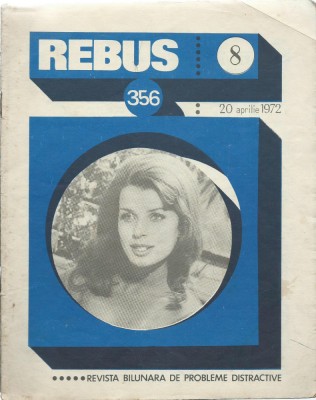 REBUS 8
356
20 aprilie 1972
REVISTA BILUNARA DE PROBLEME DISTRACTIVE